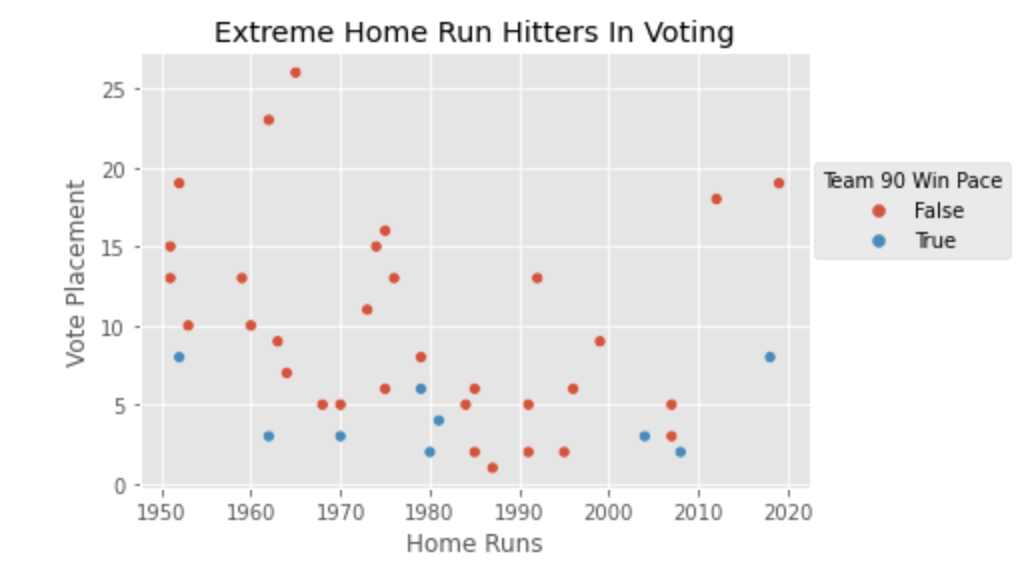 Extreme Home Run Hitters In Voting
Vote Placement
25
20
15
10
5
0
1950 1960 1970 1980 1990 2000 2010 2020
Home Runs
Team 90 Win Pace
False
True